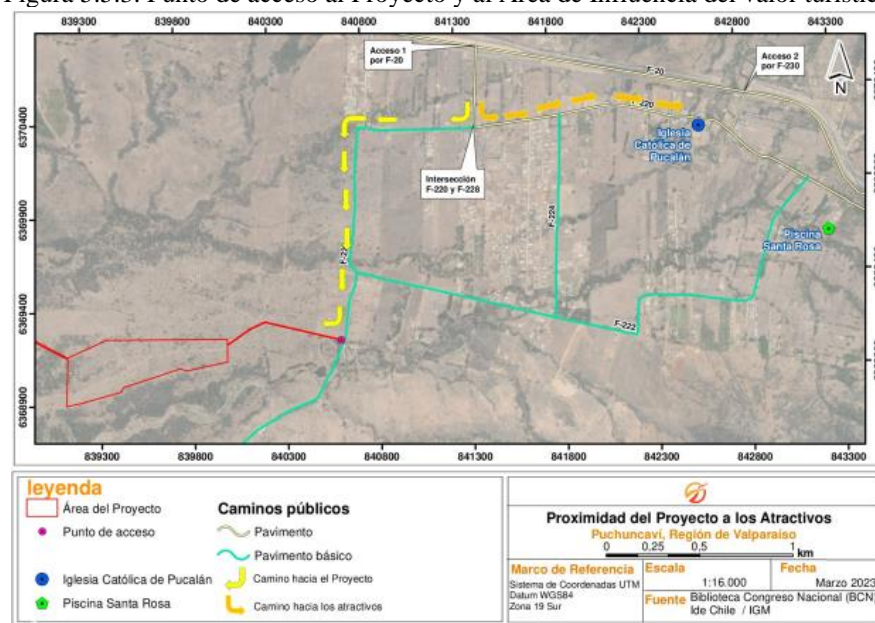 Figura 5.3.3. Punto de acceso al Proyecto y al Área de Influencia del valor turístic
839300 839800 840300 840800 841300 841800 842300 842800 843300
Acceso 1
por F-20
F-20
Acceso 2
por F-230
N
6370400
6369900
6369400
6368900
Iglesia
Católica de
Pucalán
Intersección
F-220 y F-228
F-224
F-22
Piscina
Santa Rosa
F-222
839300 839800 840300 840800 841300 841800 842300 842800 843300
leyenda
Área del Proyecto
Punto de acceso
Iglesia Católica de Pucalán
Piscina Santa Rosa
Caminos públicos
Pavimento
Pavimento básico
Camino hacia el Proyecto
Camino hacia los atractivos
Proximidad del Proyecto a los Atractivos
Puchuncaví, Región de Valparaíso
0 0,25 0,5 1
km
Marco de Referencia
Sistema de Coordenadas UTM
Datum WGS84
Zona 19 Sur
Escala
1:16.000
Fecha
Marzo 2023
Fuente
Biblioteca Congreso Nacional (BCN)
Ide Chile / IGM